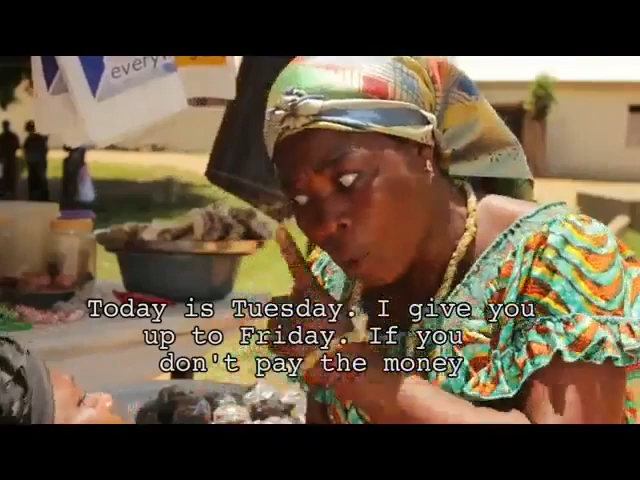 every
Today is Tuesday. I give you
up to Friday. If you
don't pay the money